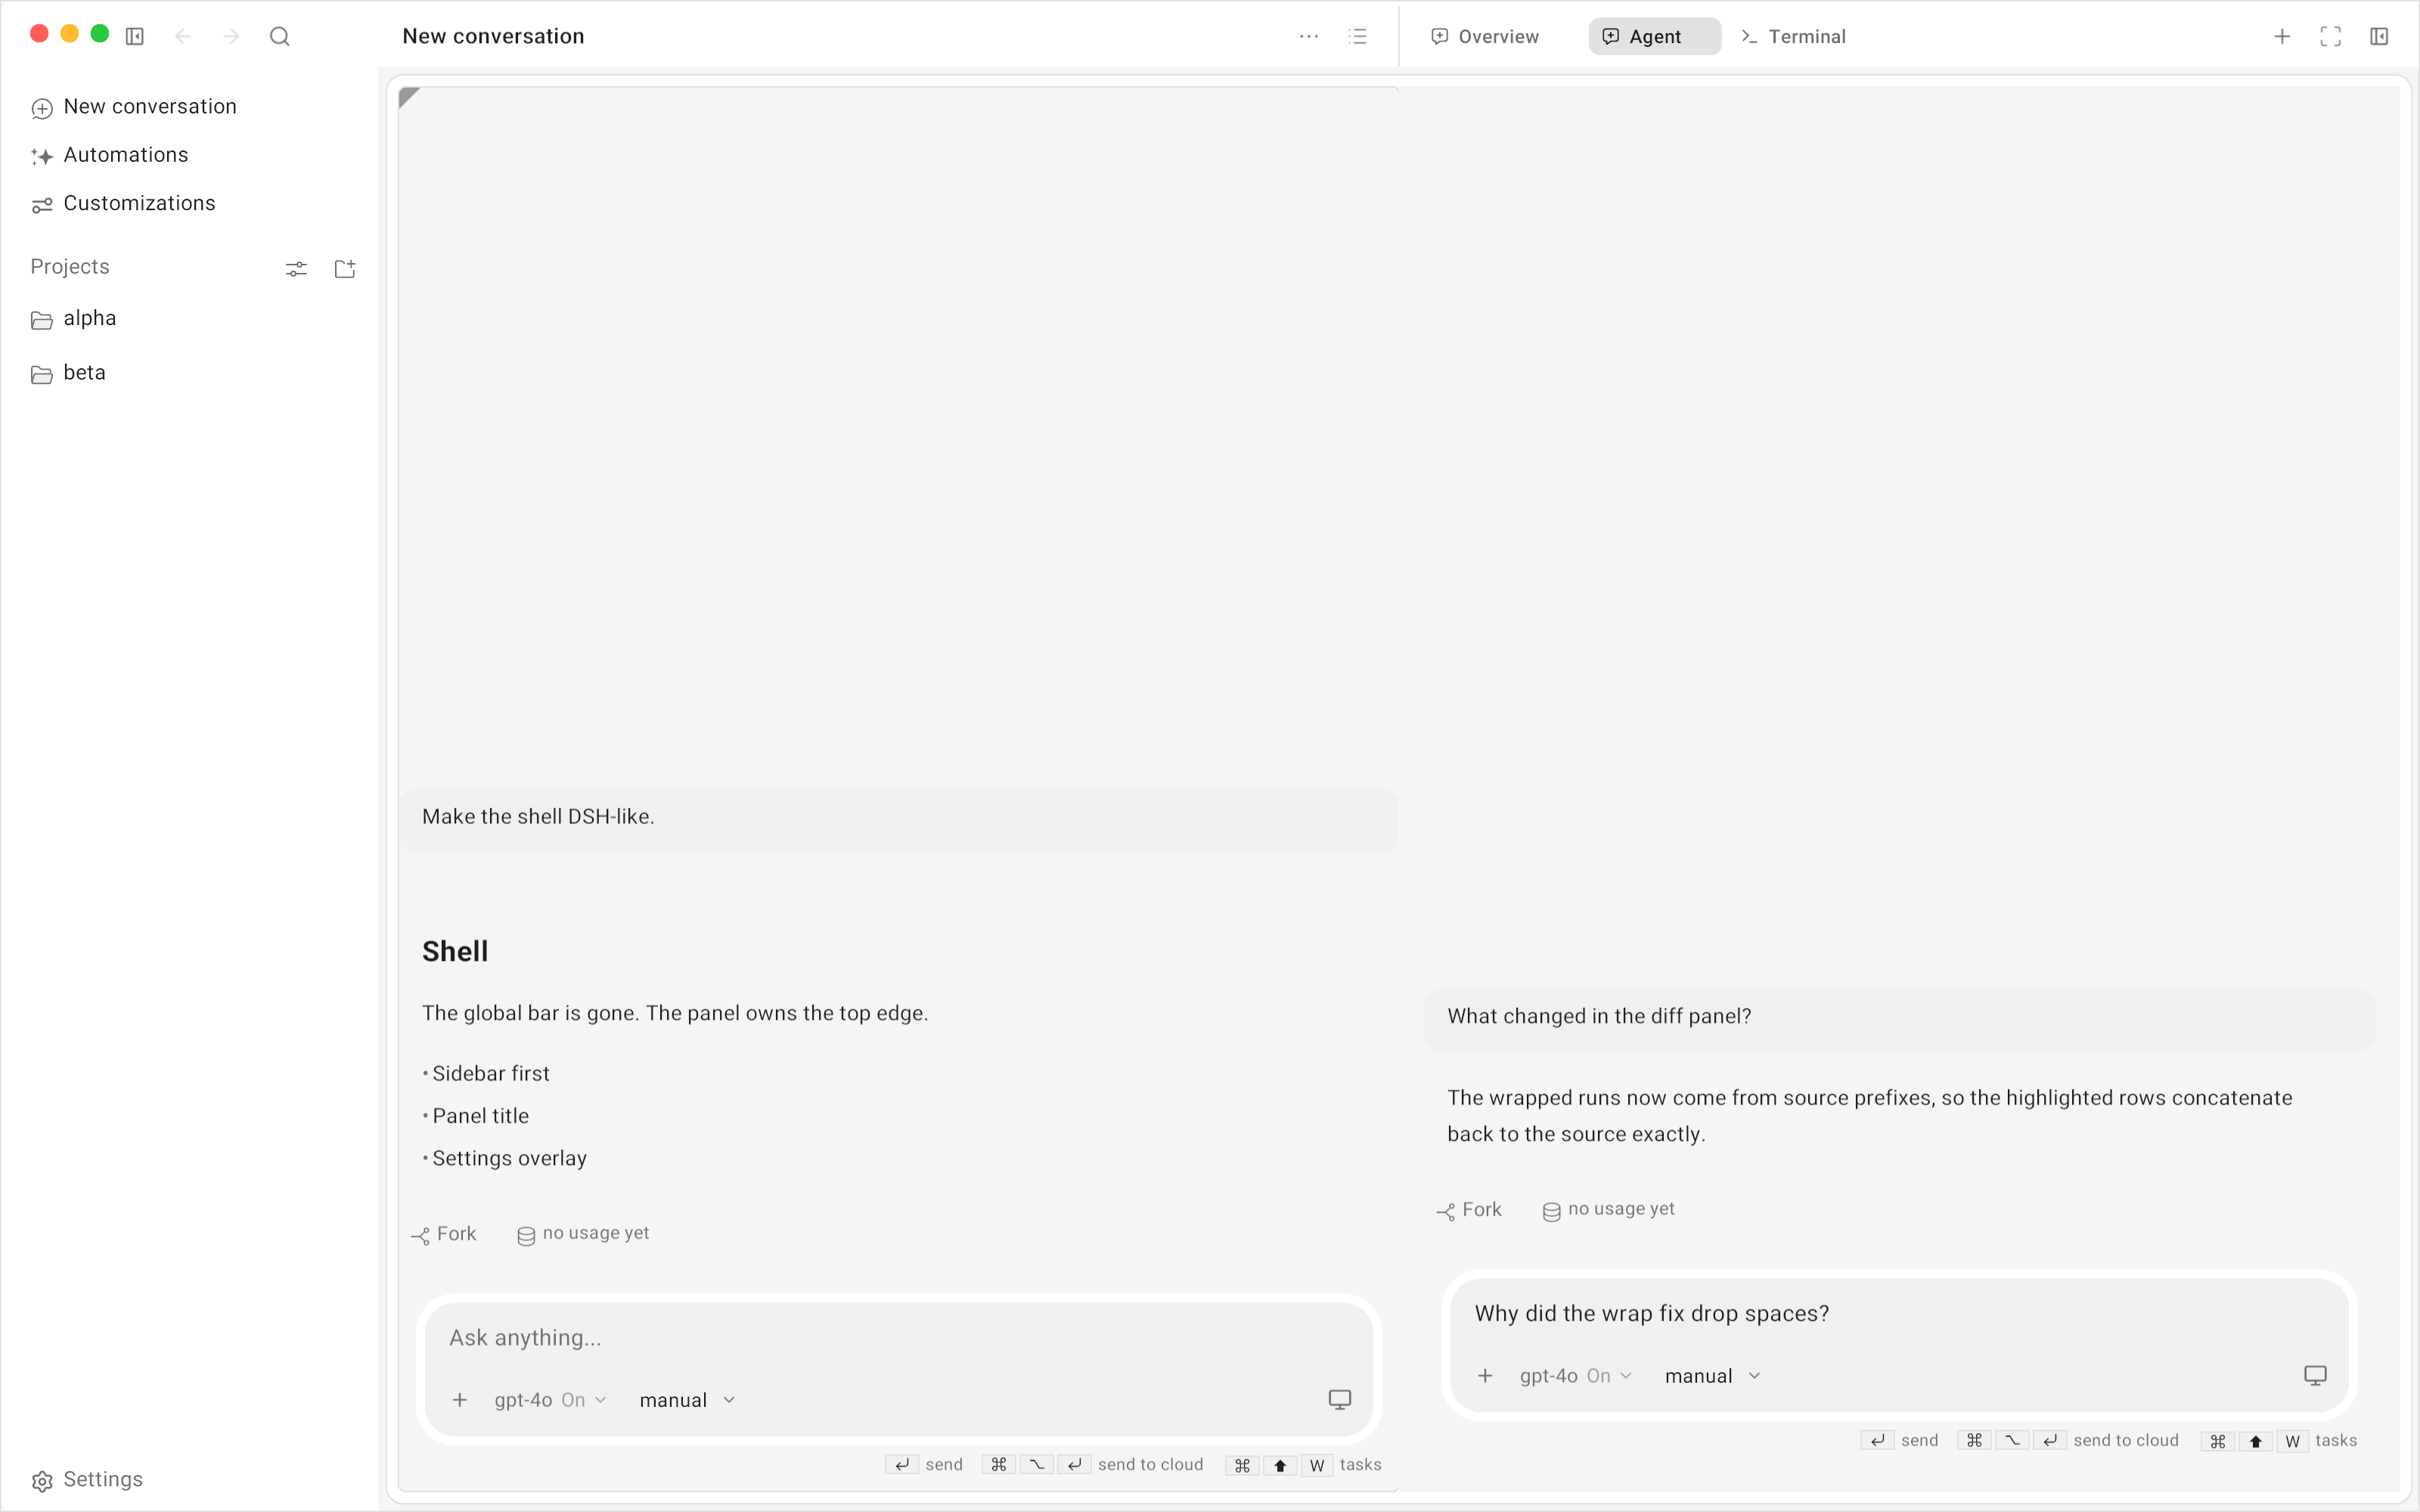 New conversation
Overview
Agent
Terminal
New conversation
Automations
Customizations
Projects
alpha
beta
Settings
Make the shell DSH-like.
Shell
The global bar is gone. The panel owns the top edge.
• Sidebar first
• Panel title
• Settings overlay
Fork no usage yet
Ask anything...
gpt-4o On manual
send ⌘ ⌥ send to cloud ⌘ W tasks
What changed in the diff panel?
The wrapped runs now come from source prefixes, so the highlighted rows concatenate
back to the source exactly.
Fork no usage yet
Why did the wrap fix drop spaces?
gpt-4o On manual
send ⌘ ⌥ send to cloud ⌘ W tasks